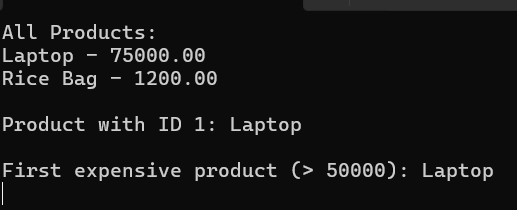 All Products:
Laptop - 75000.00
Rice Bag - 1200.00
Product with ID 1: Laptop
First expensive product (> 50000): Laptop